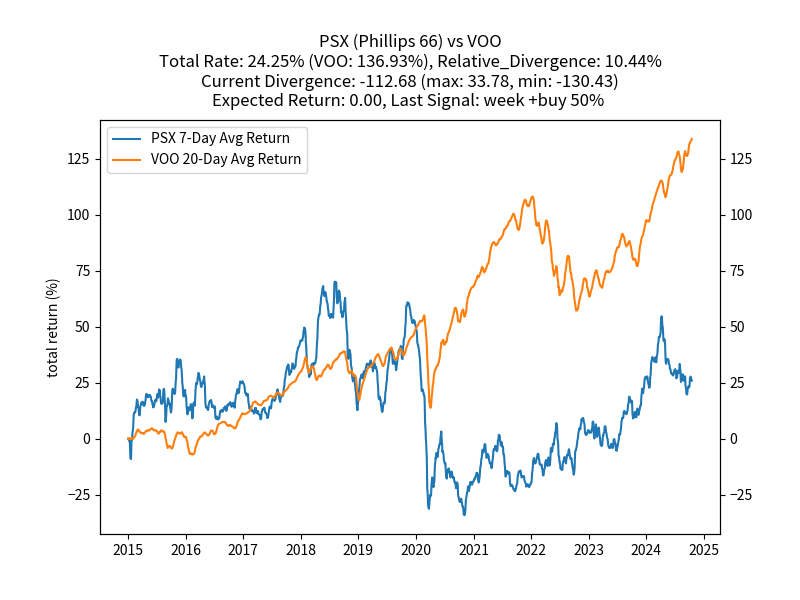 PSX (Phillips 66) vs VOO
Total Rate: 24.25% (VOO: 136.93%), Relative_Divergence: 10.44%
Current Divergence: -112.68 (max: 33.78, min: -130.43)
Expected Return: 0.00, Last Signal: week +buy 50%
PSX 7-Day Avg Return
VOO 20-Day Avg Return
total return (%)
125
100
75
50
25
0
−25
125
100
75
50
25
0
−25
2015 2016 2017 2018 2019 2020 2021 2022 2023 2024 2025